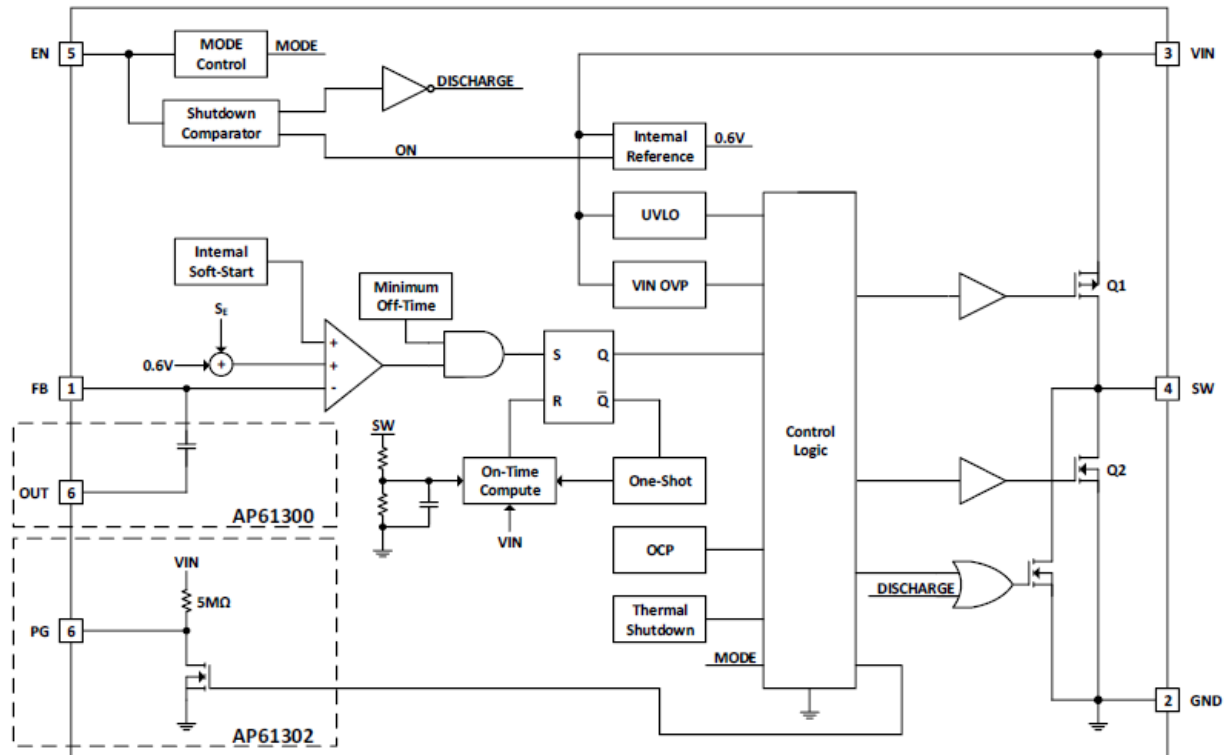 EN 5
MODE
Control
MODE
3 VIN
DISCHARGE
Shutdown
Comparator
ON
Internal
Reference
0.6V
UVLO
VIN OVP
Internal
Soft-Start
Minimum
Off-Time
SE
0.6V
+
+
+
-
S Q
R Q̅
FB 1
Q1
4 SW
Control
Logic
SW
On-Time
Compute
One-Shot
VIN
Q2
OUT 6
AP61300
OCP
DISCHARGE
Thermal
Shutdown
MODE
VIN
5MΩ
PG 6
AP61302
2 GND